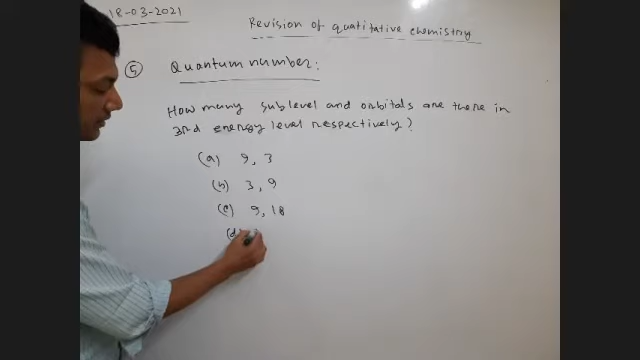 18-03-2021
Revision of quatitative chemistry
⑤ Quantum number:
How many sublevel and orbitals are there in
3rd energy level respectively?
(a) 9, 3
(b) 3, 9
(c) 9, 18
(d)